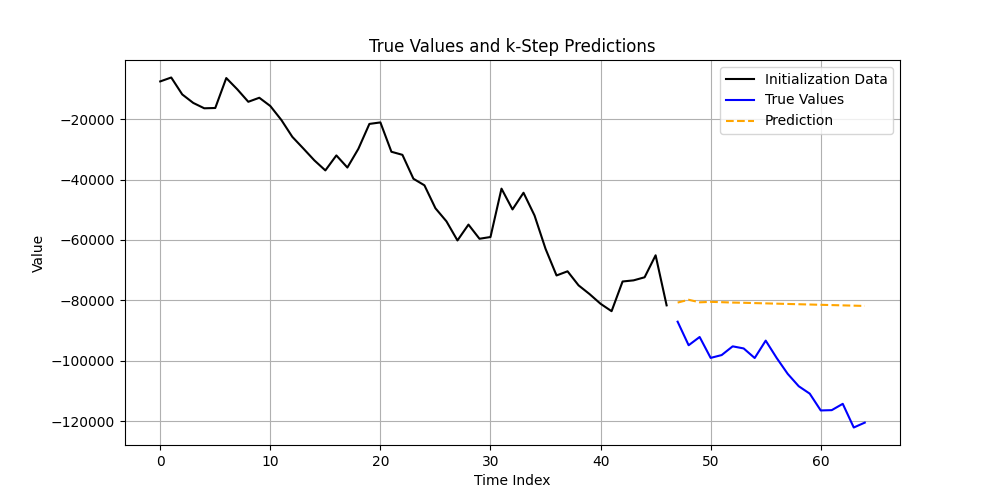 True Values and k-Step Predictions
Initialization Data
True Values
Prediction
−20000
−40000
−60000
−80000
−100000
−120000
Value
0 10 20 30 40 50 60
Time Index